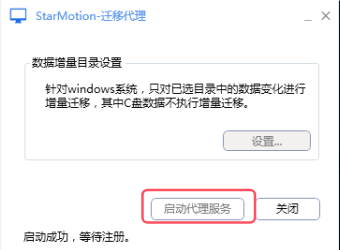 StarMotion-迁移代理
数据增量目录设置
针对windows系统，只对已选目录中的数据变化进行
增量迁移，其中C盘数据不执行增量迁移。
设置...
启动代理服务
关闭
启动成功，等待注册。